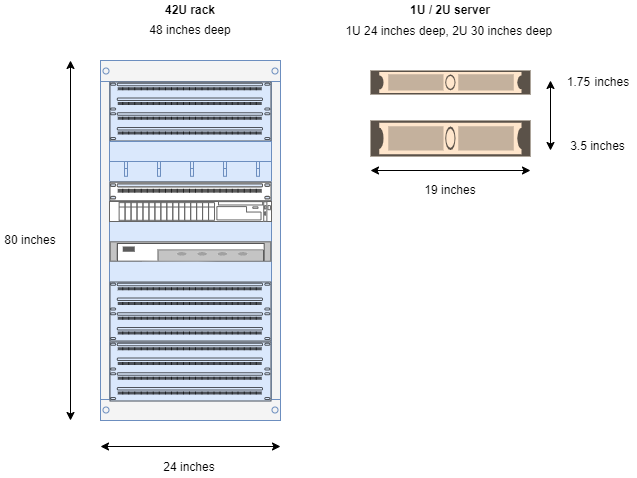 42U rack
48 inches deep
1U / 2U server
1U 24 inches deep, 2U 30 inches deep
1.75 inches
3.5 inches
19 inches
80 inches
24 inches